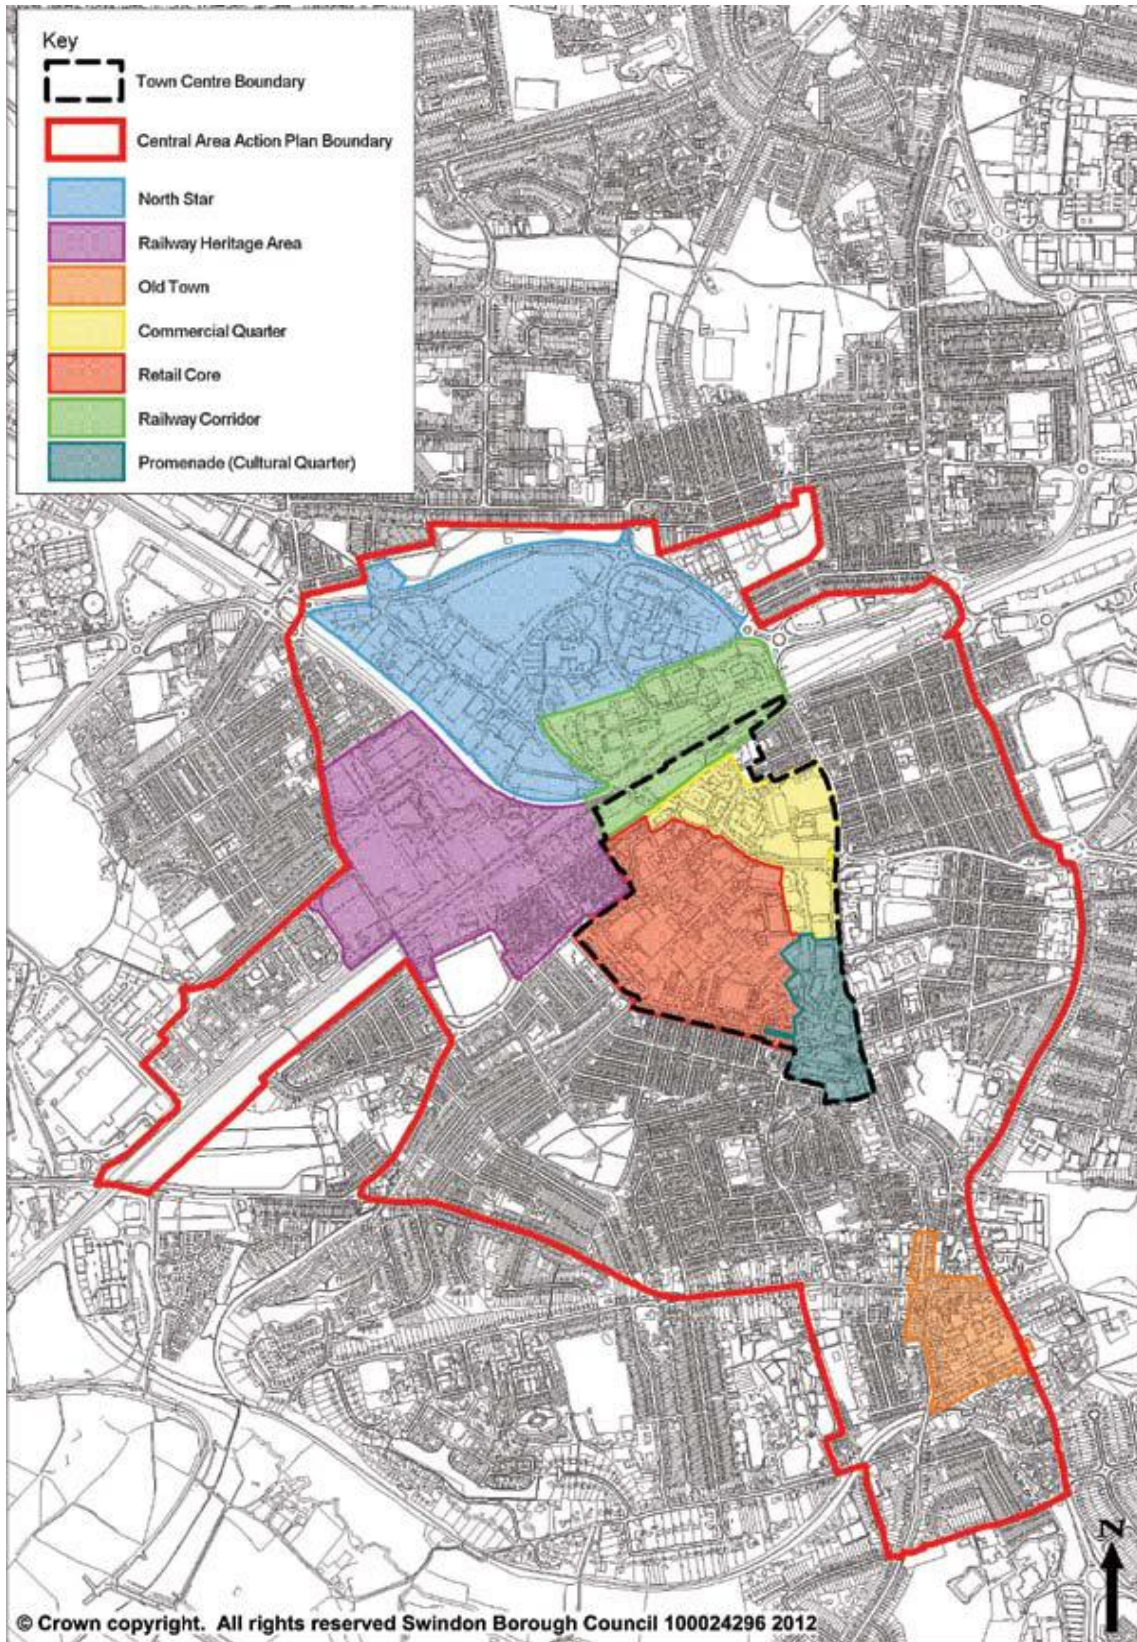 Key
Town Centre Boundary
Central Area Action Plan Boundary
North Star
Railway Heritage Area
Old Town
Commercial Quarter
Retail Core
Railway Corridor
Promenade (Cultural Quarter)
N
© Crown copyright. All rights reserved Swindon Borough Council 100024296 2012